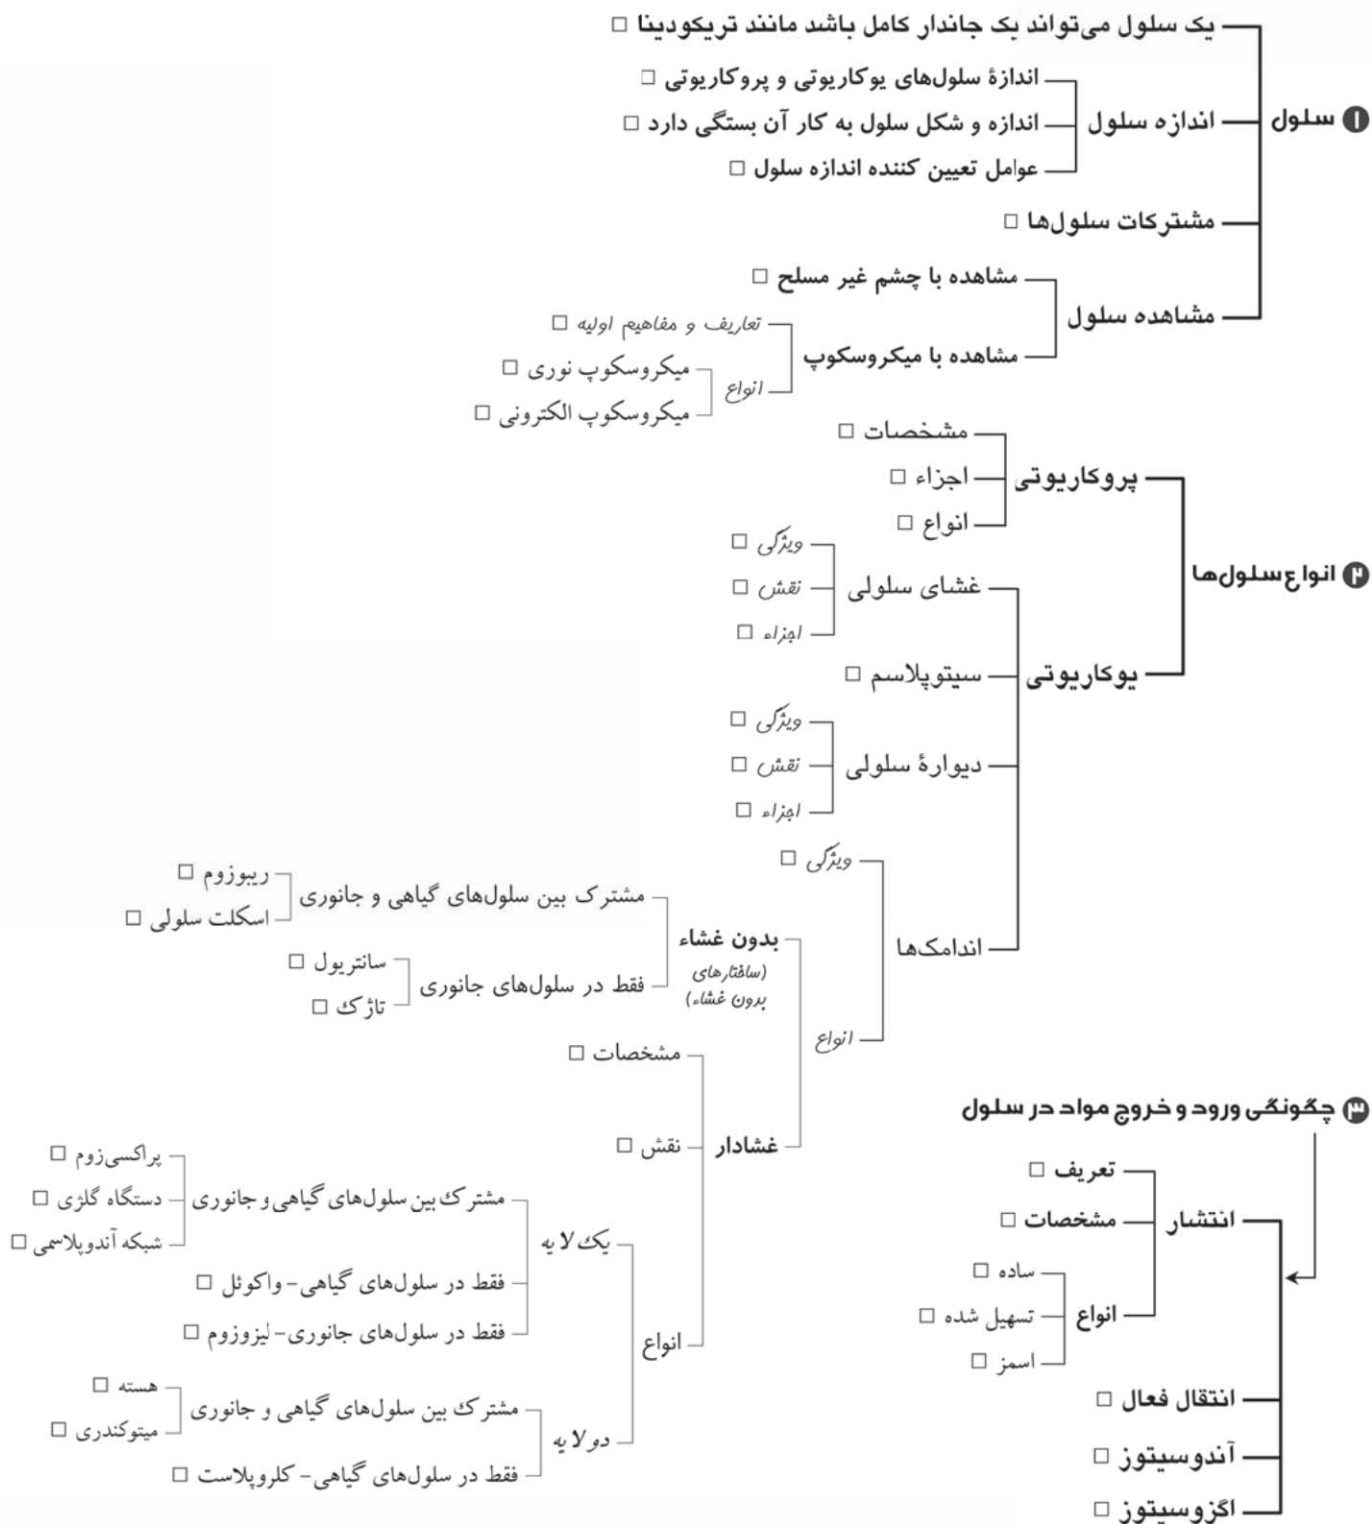 یک سلول می‌تواند یک جاندار کامل باشد مانند تریکودینا
۱ سلول
اندازه سلول
اندازهٔ سلول‌های یوکاریوتی و پروکاریوتی
اندازه و شکل سلول به کار آن بستگی دارد
عوامل تعیین کننده اندازه سلول
مشترکات سلول‌ها
مشاهده سلول
مشاهده با چشم غیر مسلح
مشاهده با میکروسکوپ
تعاریف و مفاهیم اولیه
انواع
میکروسکوپ نوری
میکروسکوپ الکترونی
۲ انواع سلول‌ها
پروکاریوتی
مشخصات
اجزاء
انواع
یوکاریوتی
غشای سلولی
ویژگی
نقش
اجزاء
سیتوپلاسم
دیوارهٔ سلولی
ویژگی
نقش
اجزاء
اندامک‌ها
ویژگی
انواع
بدون غشاء
(ساختارهای
بدون غشاء)
مشترک بین سلول‌های گیاهی و جانوری
ریبوزوم
اسکلت سلولی
فقط در سلول‌های جانوری
سانتریول
تاژک
غشادار
مشخصات
نقش
انواع
یک لایه
مشترک بین سلول‌های گیاهی و جانوری
پراکسی‌زوم
دستگاه گلژی
شبکه آندوپلاسمی
فقط در سلول‌های گیاهی- واکوئل
فقط در سلول‌های جانوری- لیزوزوم
دو لایه
مشترک بین سلول‌های گیاهی و جانوری
هسته
میتوکندری
فقط در سلول‌های گیاهی- کلروپلاست
۳ چگونگی ورود و خروج مواد در سلول
انتشار
تعریف
مشخصات
انواع
ساده
تسهیل شده
اسمز
انتقال فعال
آندوسیتوز
اگزوسیتوز